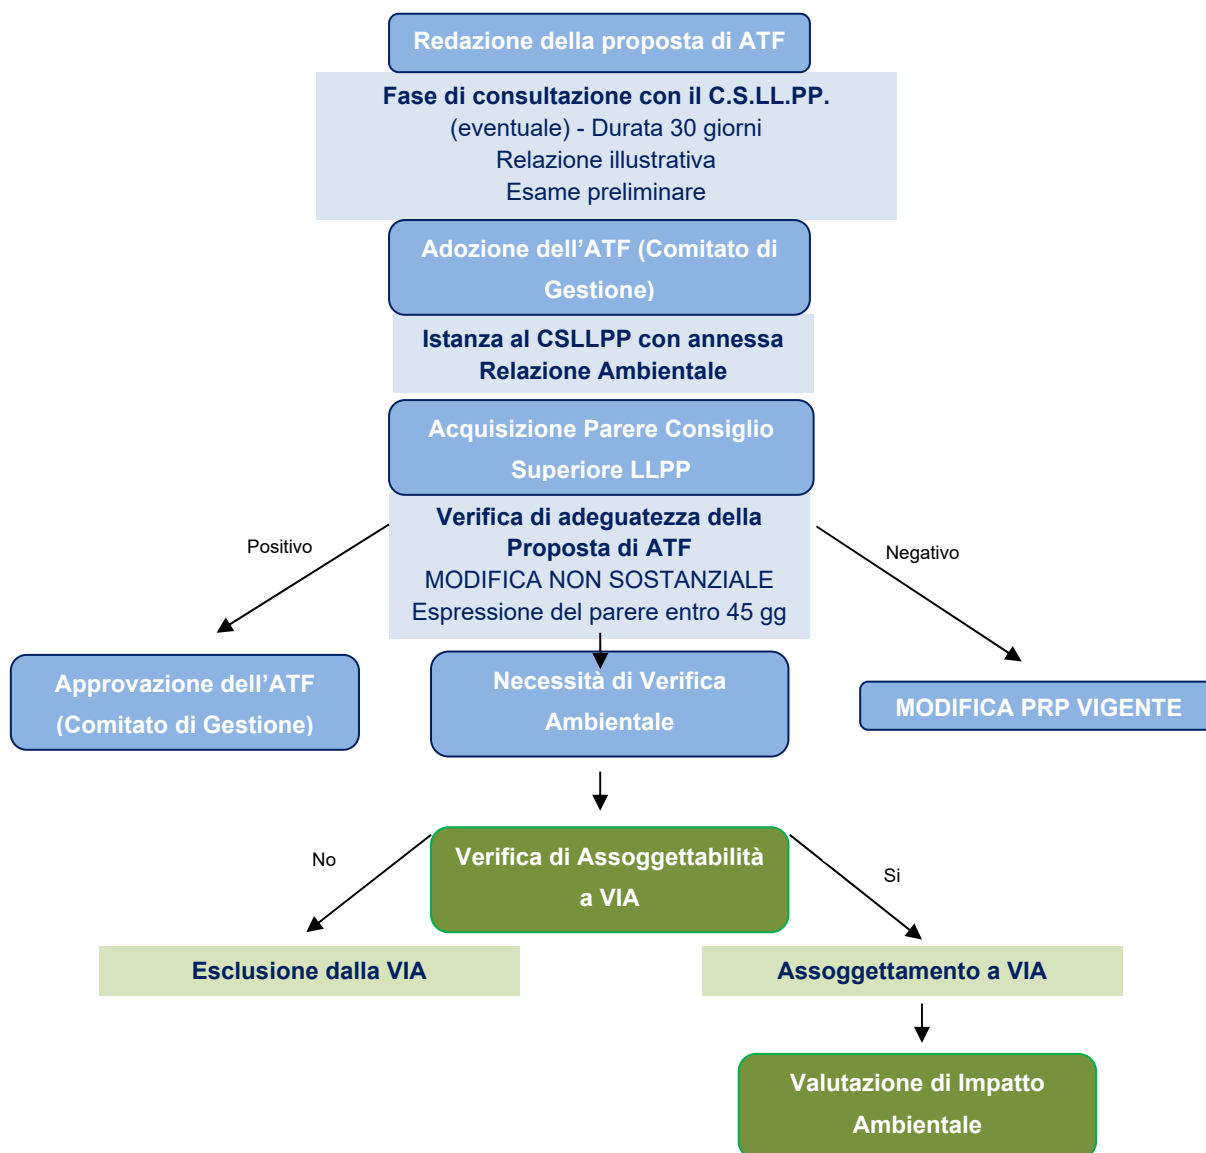 Redazione della proposta di ATF
Fase di consultazione con il C.S.LL.PP.
(eventuale) - Durata 30 giorni
Relazione illustrativa
Esame preliminare
Adozione dell’ATF (Comitato di
Gestione)
Istanza al CSLLPP con annessa
Relazione Ambientale
Acquisizione Parere Consiglio
Superiore LLPP
Verifica di adeguatezza della
Proposta di ATF
MODIFICA NON SOSTANZIALE
Espressione del parere entro 45 gg
Positivo
Negativo
Approvazione dell’ATF
(Comitato di Gestione)
Necessità di Verifica
Ambientale
MODIFICA PRP VIGENTE
Verifica di Assoggettabilità
a VIA
No
Si
Esclusione dalla VIA
Assoggettamento a VIA
Valutazione di Impatto
Ambientale